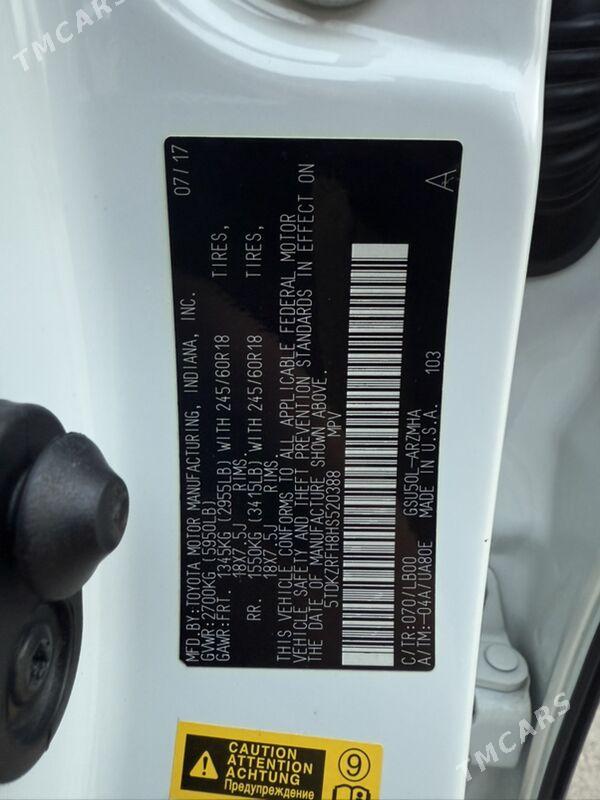 TMCARS
MFD.BY:TOYOTA MOTOR MANUFACTURING, INDIANA, INC. 07/17
GVWR:2700KG (5950LB)
GAWR:FRT. 1345KG (2955LB) WITH 245/60R18 TIRES,
18X7.5J RIMS
RR. 1550KG (3415LB) WITH 245/60R18 TIRES,
18X7.5J RIMS
THIS VEHICLE CONFORMS TO ALL APPLICABLE FEDERAL MOTOR
VEHICLE SAFETY AND THEFT PREVENTION STANDARDS IN EFFECT ON
THE DATE OF MANUFACTURE SHOWN ABOVE.
5TDKZRFH8HS520388 MPV
C/TR:070/LB00 GSU50L-ARZMHA
A/TM:-04A/UA80E MADE IN U.S.A. 103
A
CAUTION
ATTENTION
ACHTUNG
Предупреждение
9
TMCARS